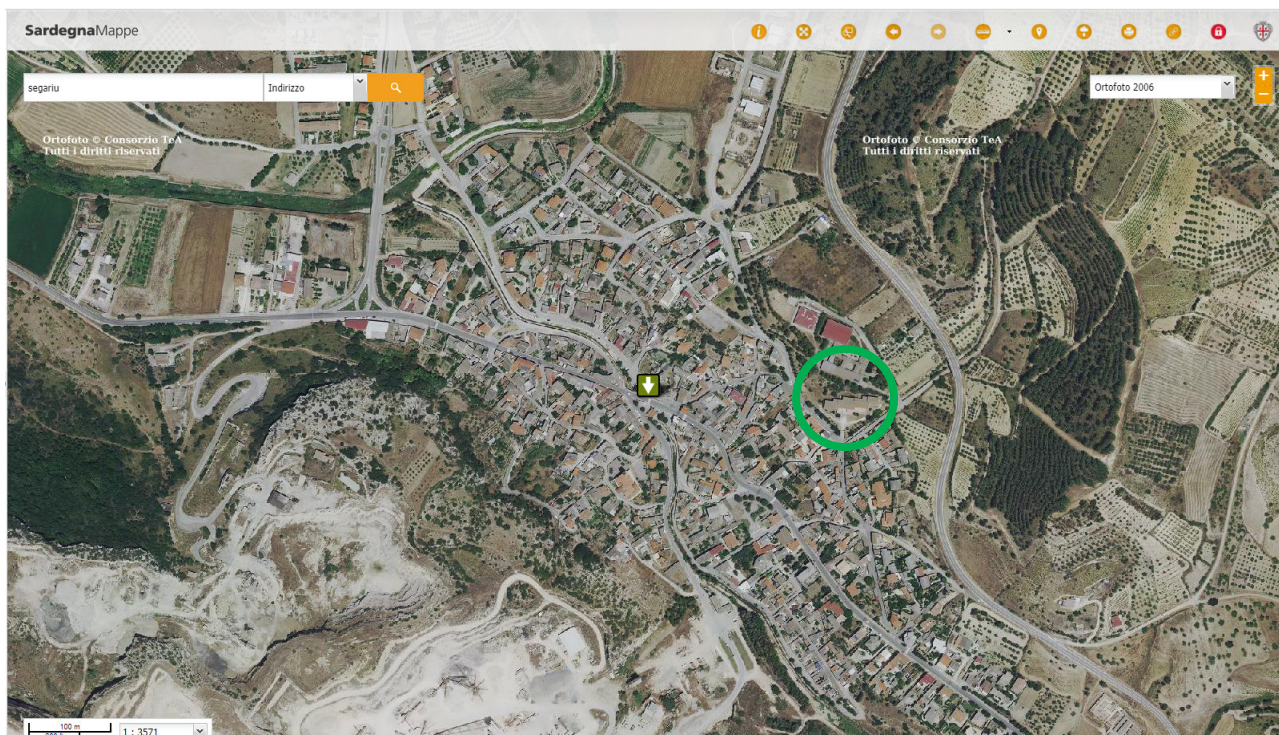 SardegnaMappe
segariu
Indirizzo
Ortofoto 2006
Ortofoto © Consorzio TeA
Tutti i diritti riservati
Ortofoto © Consorzio TeA
Tutti i diritti riservati
100 m
1 : 3571